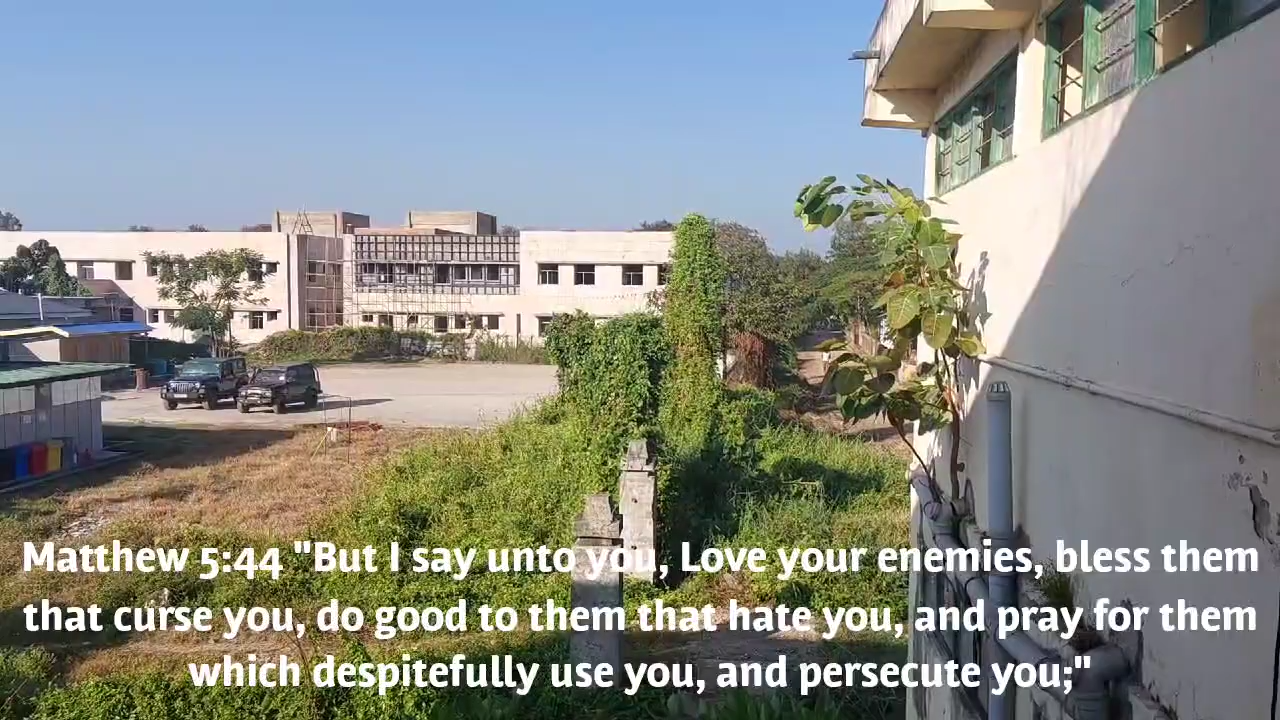 Matthew 5:44 "But I say unto you, Love your enemies, bless them
that curse you, do good to them that hate you, and pray for them
which despitefully use you, and persecute you;"